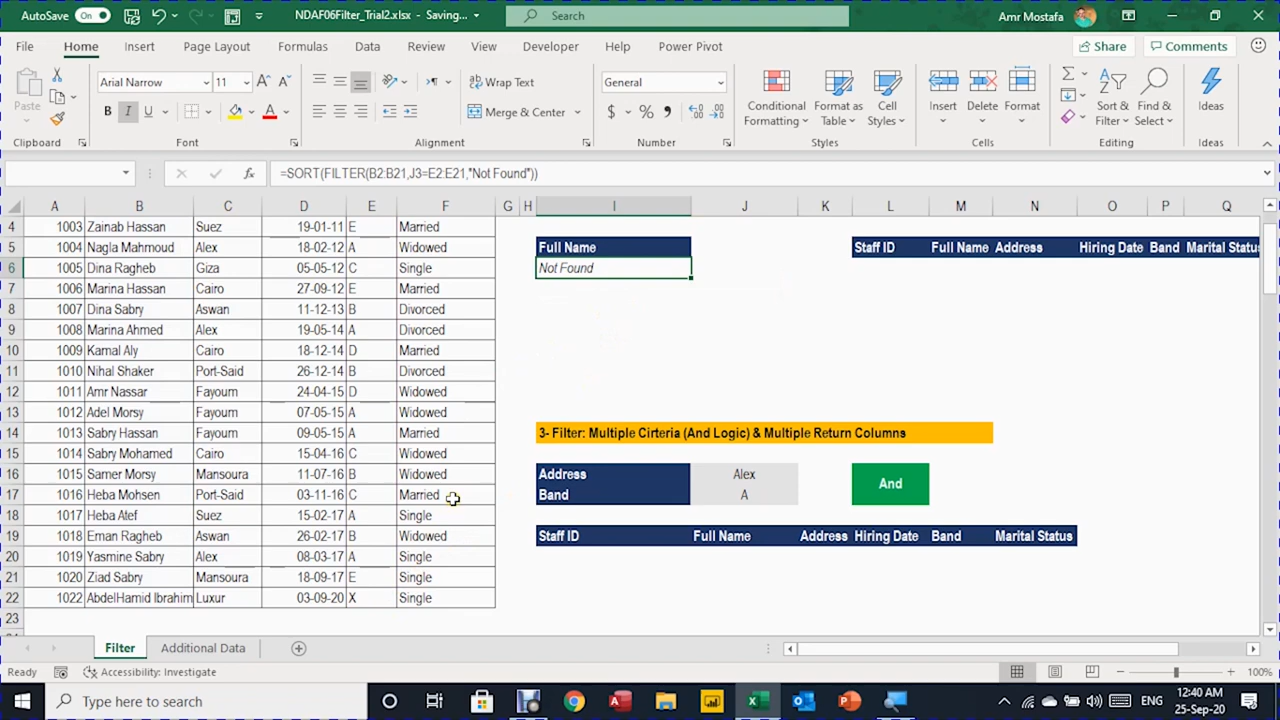 AutoSave On NDAF06Filter_Trial2.xlsx - Saving... Search Amr Mostafa
File Home Insert Page Layout Formulas Data Review View Developer Help Power Pivot Share Comments
Paste Arial Narrow 11 Wrap Text General Conditional Formatting Format as Table Cell Styles Insert Delete Format Sort & Filter Find & Select Ideas
B I U Merge & Center $ %
Clipboard Font Alignment Number Styles Cells Editing Ideas
fx =SORT(FILTER(B2:B21,J3=E2:E21,"Not Found"))
A B C D E F G H I J K L M N O P Q
4 1003 Zainab Hassan Suez 19-01-11 E Married
5 1004 Nagla Mahmoud Alex 18-02-12 A Widowed Full Name Staff ID Full Name Address Hiring Date Band Marital Status
6 1005 Dina Ragheb Giza 05-05-12 C Single Not Found
7 1006 Marina Hassan Cairo 27-09-12 E Married
8 1007 Dina Sabry Aswan 11-12-13 B Divorced
9 1008 Marina Ahmed Alex 19-05-14 A Divorced
10 1009 Kamal Aly Cairo 18-12-14 D Married
11 1010 Nihal Shaker Port-Said 26-12-14 B Divorced
12 1011 Amr Nassar Fayoum 24-04-15 D Widowed
13 1012 Adel Morsy Fayoum 07-05-15 A Widowed
14 1013 Sabry Hassan Fayoum 09-05-15 A Married 3- Filter: Multiple Cirteria (And Logic) & Multiple Return Columns
15 1014 Sabry Mohamed Cairo 15-04-16 C Widowed
16 1015 Samer Morsy Mansoura 11-07-16 B Widowed Address Alex And
17 1016 Heba Mohsen Port-Said 03-11-16 C Married Band A
18 1017 Heba Atef Suez 15-02-17 A Single
19 1018 Eman Ragheb Aswan 26-02-17 B Widowed Staff ID Full Name Address Hiring Date Band Marital Status
20 1019 Yasmine Sabry Alex 08-03-17 A Single
21 1020 Ziad Sabry Mansoura 18-09-17 E Single
22 1022 AbdelHamid Ibrahim Luxur 03-09-20 X Single
23
Filter Additional Data
Ready Accessibility: Investigate 100%
Type here to search ENG 12:40 AM
25-Sep-20